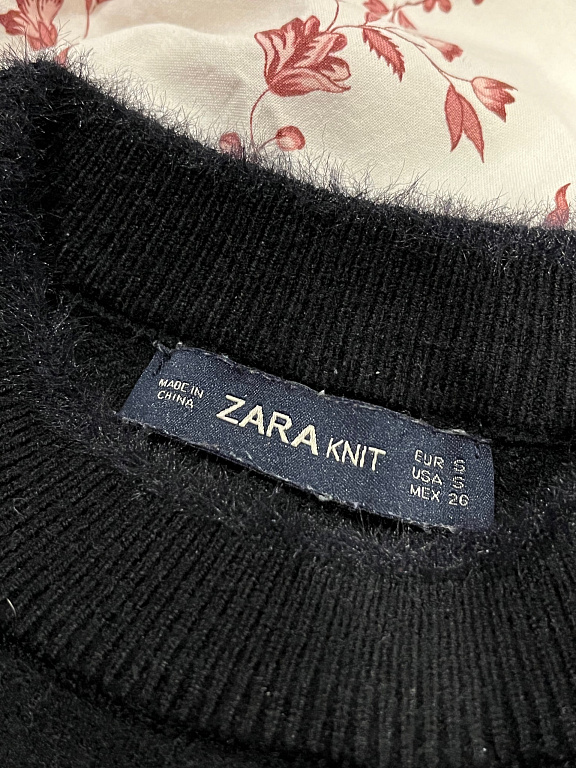 MADE IN
CHINA
ZARA KNIT
EUR S
USA S
MEX 26